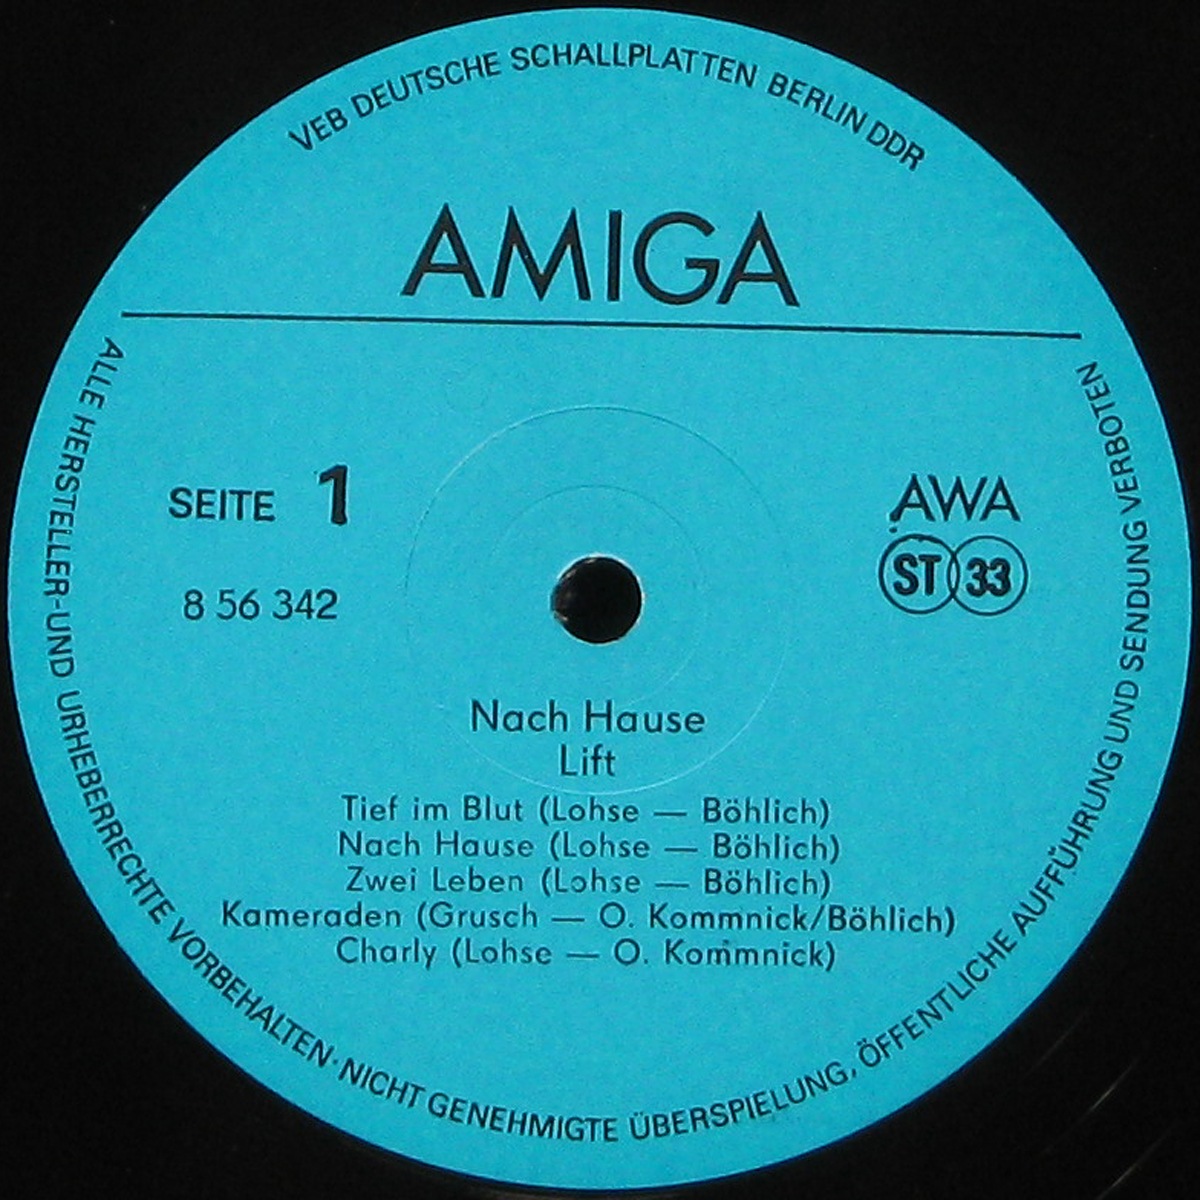 VEB DEUTSCHE SCHALLPLATTEN BERLIN DDR
AMIGA
SEITE 1
8 56 342
AWA
ST 33
Nach Hause
Lift
Tief im Blut (Lohse — Böhlich)
Nach Hause (Lohse — Böhlich)
Zwei Leben (Lohse — Böhlich)
Kameraden (Grusch — O. Kommnick/Böhlich)
Charly (Lohse — O. Kommnick)
ALLE HERSTELLER-UND URHEBERRECHTE VORBEHALTEN· NICHT GENEHMIGTE ÜBERSPIELUNG, ÖFFENTLICHE AUFFÜHRUNG UND SENDUNG VERBOTEN